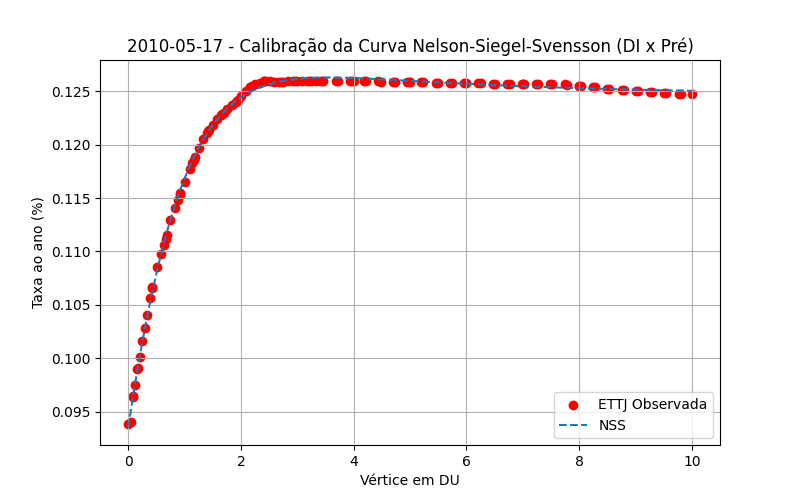 2010-05-17 - Calibração da Curva Nelson-Siegel-Svensson (DI x Pré)
Taxa ao ano (%)
0.125
0.120
0.115
0.110
0.105
0.100
0.095
ETTJ Observada
NSS
0 2 4 6 8 10
Vértice em DU